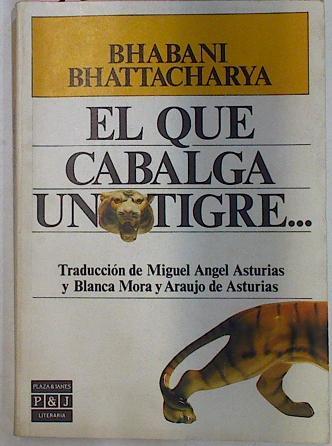 BHABANI
BHATTACHARYA
EL QUE
CABALGA
UN TIGRE...
Traducción de Miguel Angel Asturias
y Blanca Mora y Araujo de Asturias
PLAZA & JANES
P & J
LITERARIA